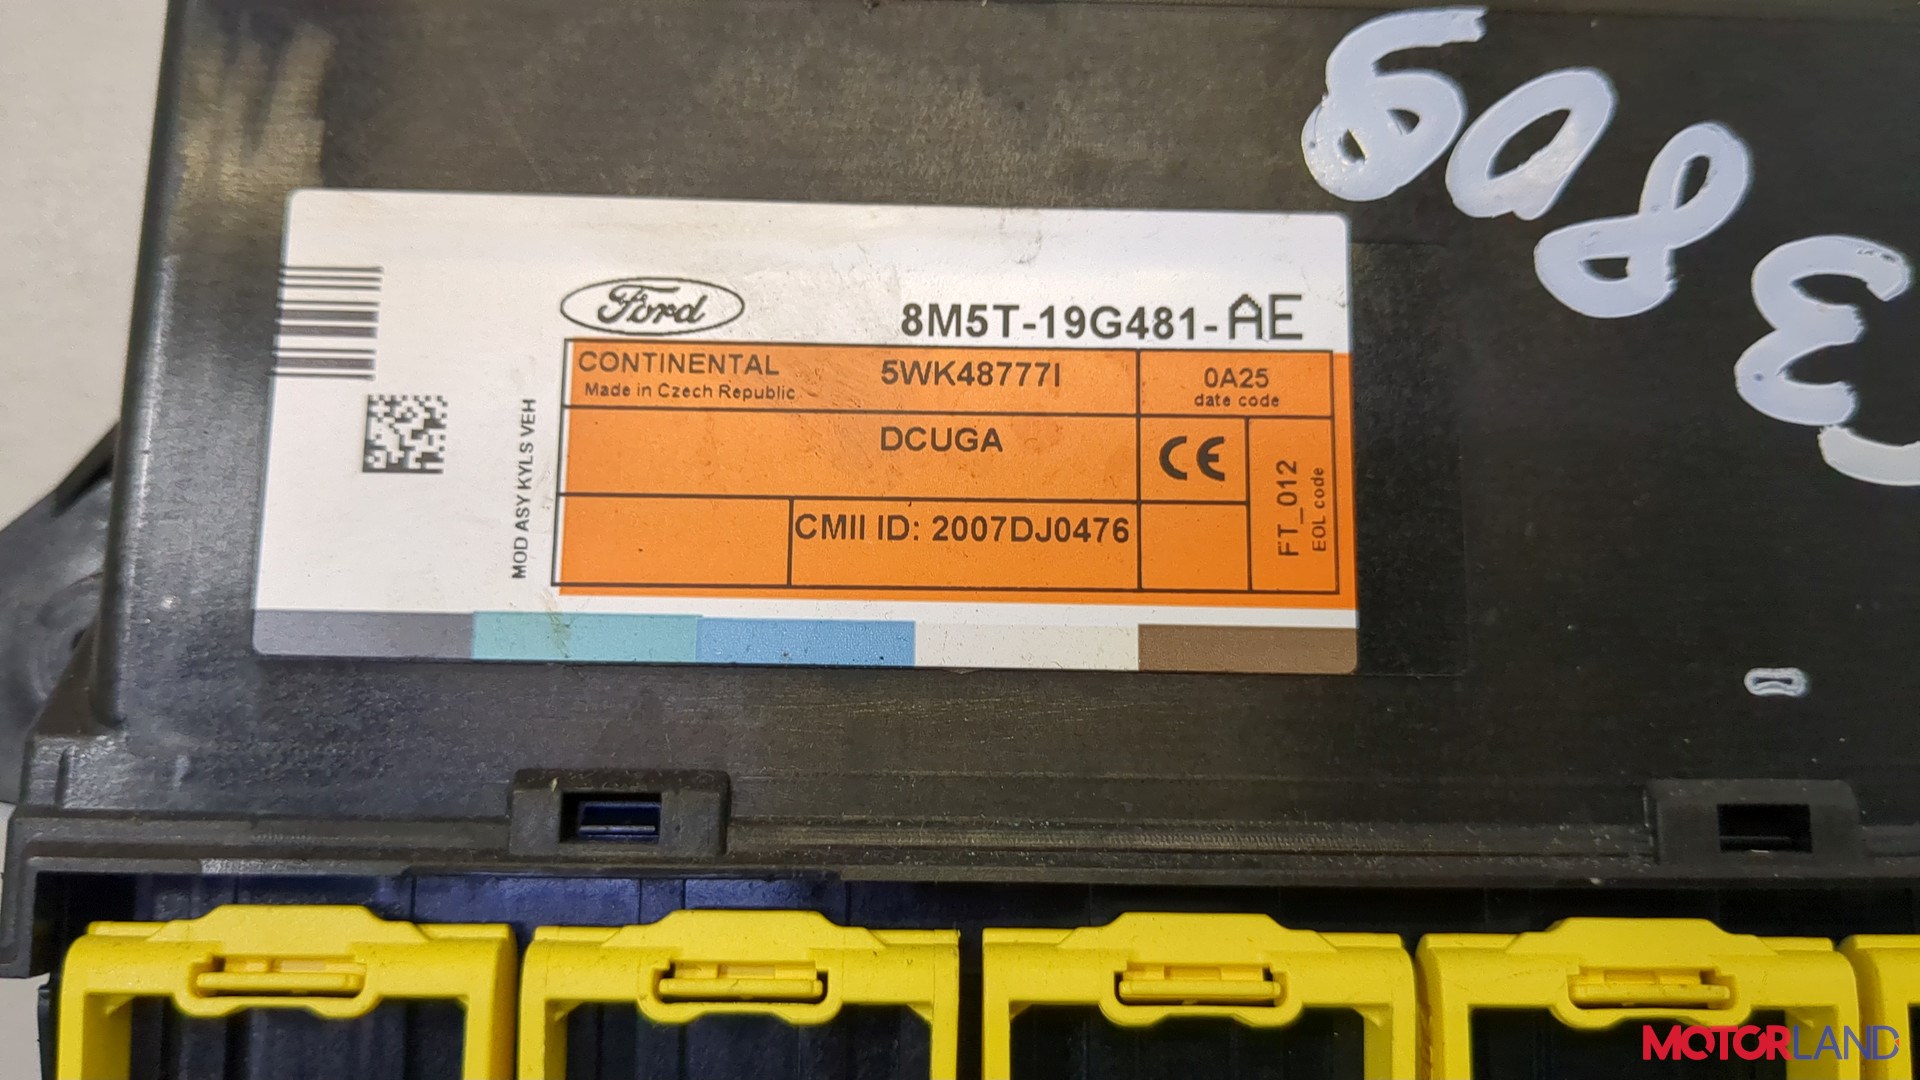 6083
Ford
8M5T-19G481-AE
CONTINENTAL
Made in Czech Republic
5WK48777I
0A25
date code
DCUGA
CE
CMII ID: 2007DJ0476
FT_012
EOL code
MOD ASY KYLS VEH
MOTORLAND